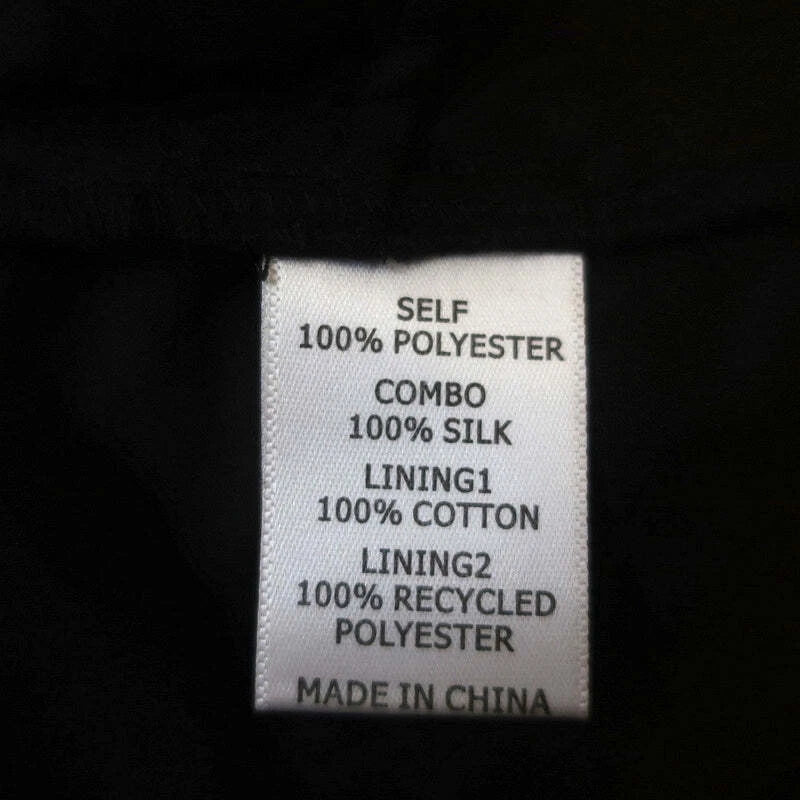 SELF
100% POLYESTER
COMBO
100% SILK
LINING1
100% COTTON
LINING2
100% RECYCLED
POLYESTER
MADE IN CHINA